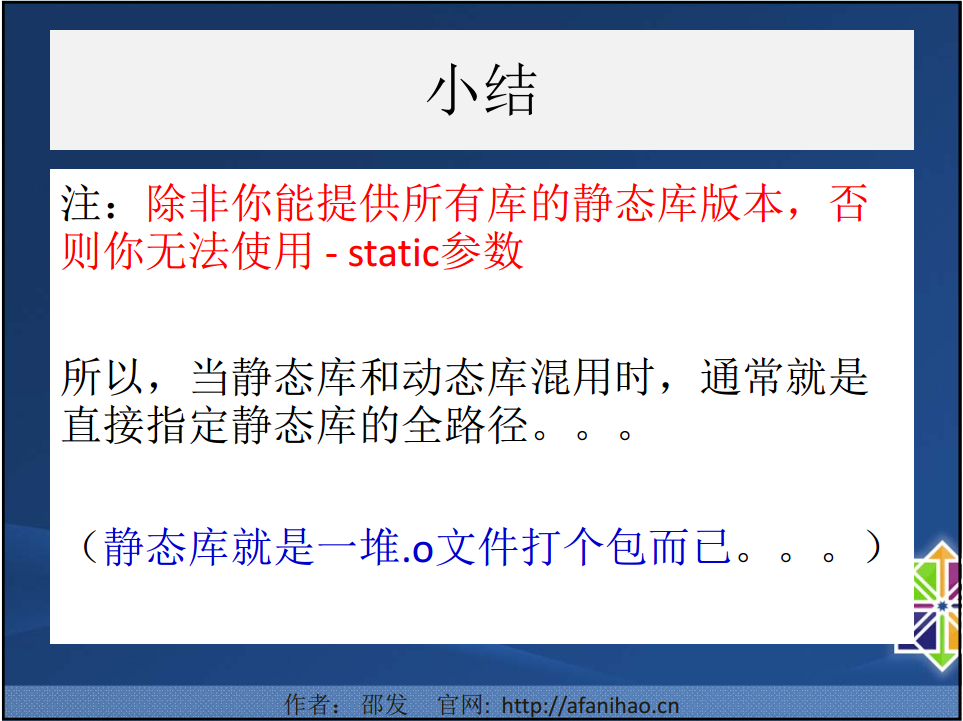 小结
注：除非你能提供所有库的静态库版本，否
则你无法使用 - static参数
所以，当静态库和动态库混用时，通常就是
直接指定静态库的全路径。。。
（静态库就是一堆.o文件打个包而已。。。）
作者： 邵发 官网: http://afanihao.cn